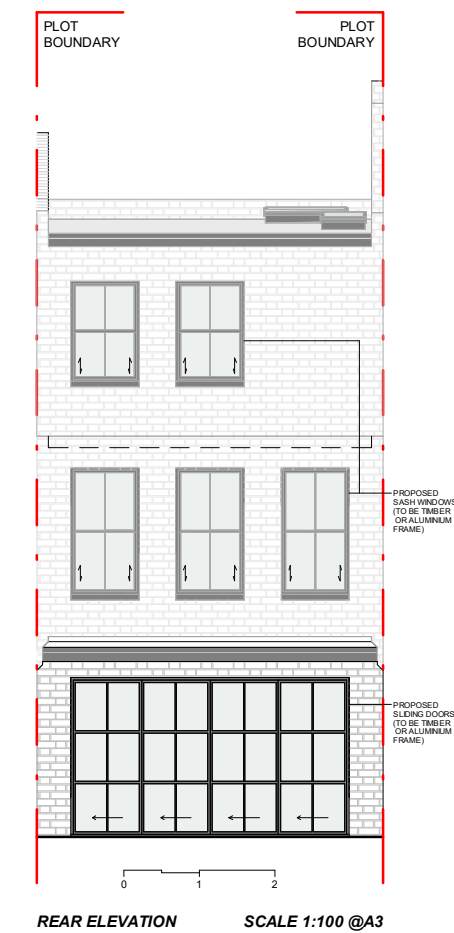 PLOT
BOUNDARY
PLOT
BOUNDARY
PROPOSED
SASH WINDOWS
(TO BE TIMBER
OR ALUMINIUM
FRAME)
PROPOSED
SLIDING DOORS
(TO BE TIMBER
OR ALUMINIUM
FRAME)
0 1 2
REAR ELEVATION SCALE 1:100 @A3